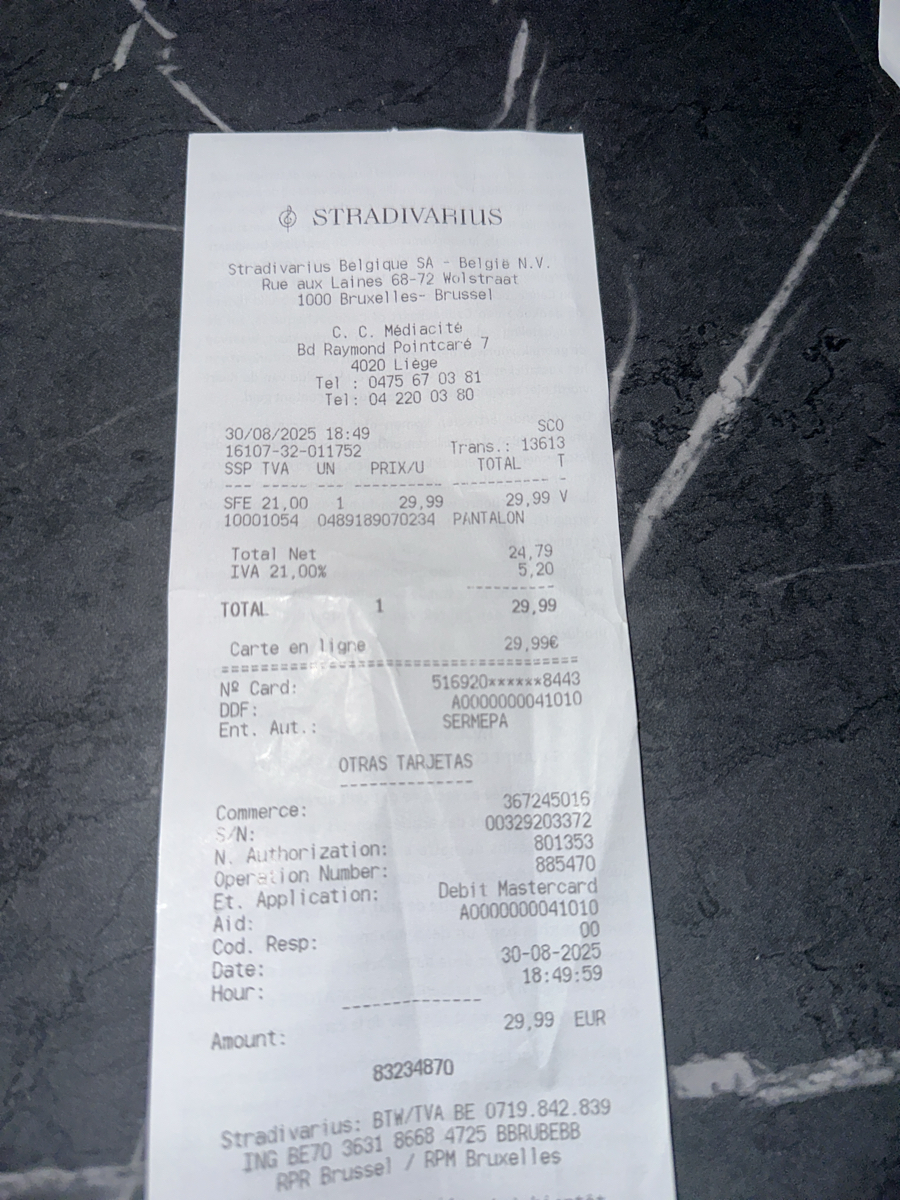 STRADIVARIUS
Stradivarius Belgique SA - België N.V.
Rue aux Laines 68-72 Wolstraat
1000 Bruxelles- Brussel
C. C. Médiacité
Bd Raymond Pointcaré 7
4020 Liège
Tel : 0475 67 03 81
Tel: 04 220 03 80
30/08/2025 18:49 SCO
16107-32-011752 Trans.: 13613
SSP TVA UN PRIX/U TOTAL T
--- ----- --- ---------- ----------- -
SFE 21,00 1 29,99 29,99 V
10001054 0489189070234 PANTALON
Total Net 24,79
IVA 21,00% 5,20
----------
TOTAL 1 29,99
Carte en ligne 29,99€
========================================
Nº Card: 516920******8443
DDF: A0000000041010
Ent. Aut.: SERMEPA
OTRAS TARJETAS
--------------
Commerce: 367245016
S/N: 00329203372
N. Authorization: 801353
Operation Number: 885470
Et. Application: Debit Mastercard
Aid: A0000000041010
Cod. Resp: 00
Date: 30-08-2025
Hour: 18:49:59
--------------
Amount: 29,99 EUR
83234870
Stradivarius: BTW/TVA BE 0719.842.839
ING BE70 3631 8668 4725 BBRUBEBB
RPR Brussel / RPM Bruxelles